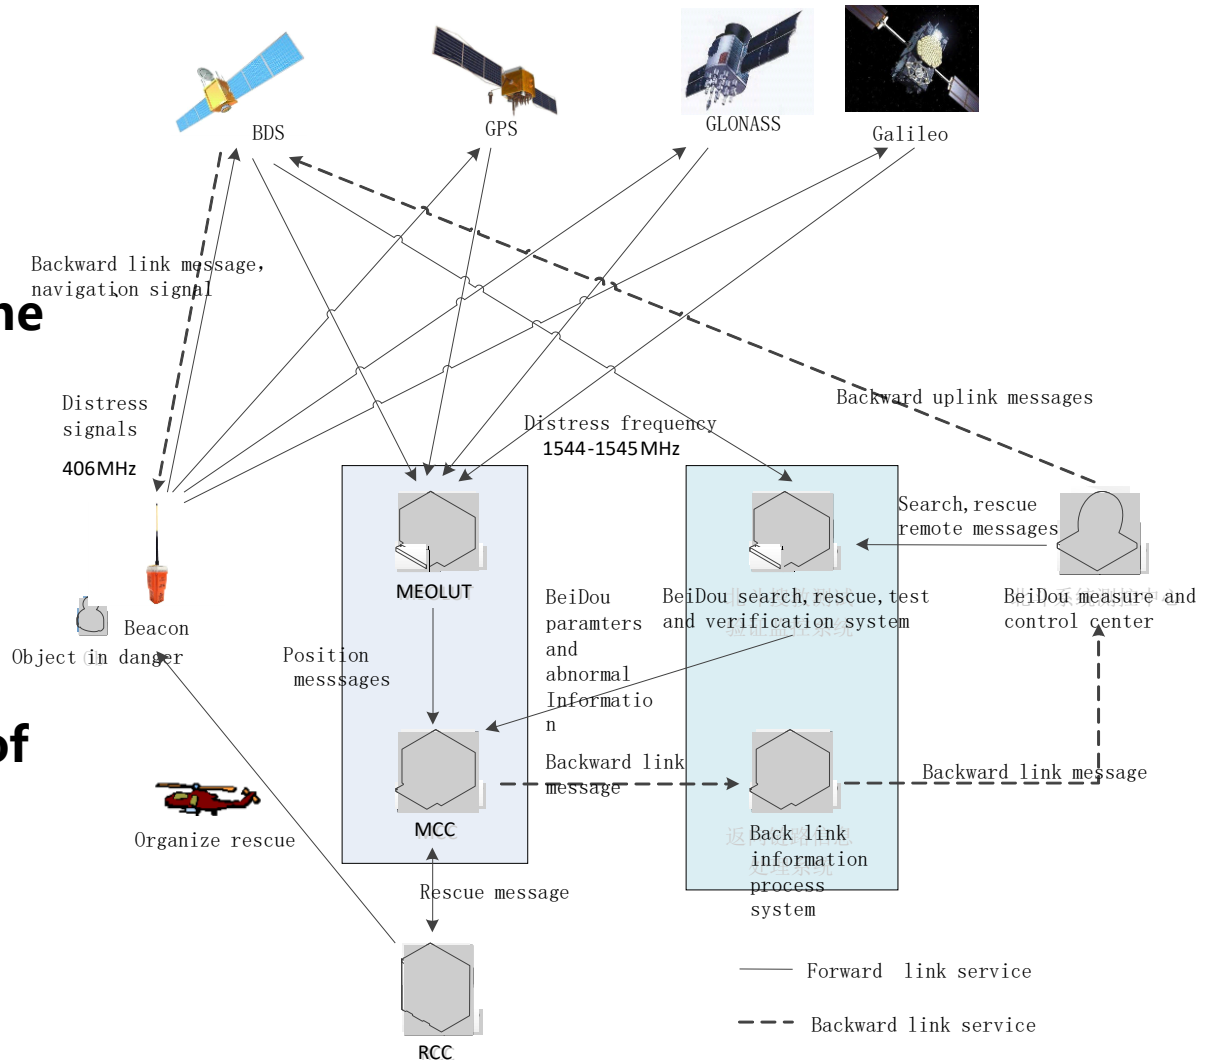 BDS
GPS
GLONASS
Galileo
Backward link message,
navigation signal
ne
Distress
signals
406MHz
Distress frequency
1544-1545MHz
Backward uplink messages
Search,rescue
remote messages
MEOLUT
BeiDou
paramters
and
abnormal
Informatio
n
BeiDou search,rescue,test
and verification system
BeiDou measure and
control center
Beacon
Object in danger
Position
messsages
of
Organize rescue
MCC
Backward link
message
Backward link message
Back link
information
process
system
Rescue message
RCC
Forward link service
Backward link service